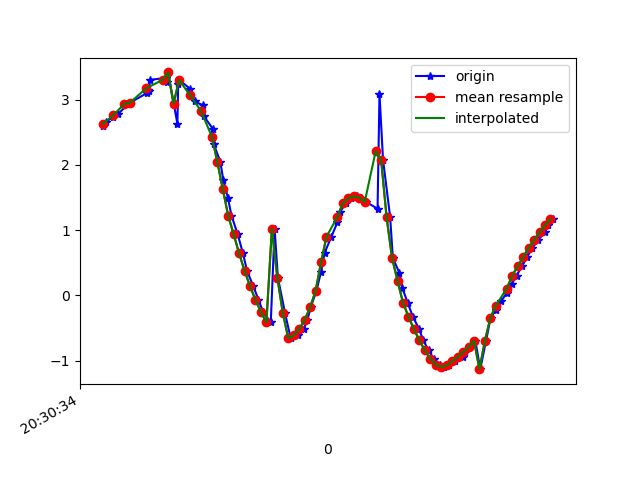 origin
mean resample
interpolated
3
2
1
0
−1
20:30:34
0